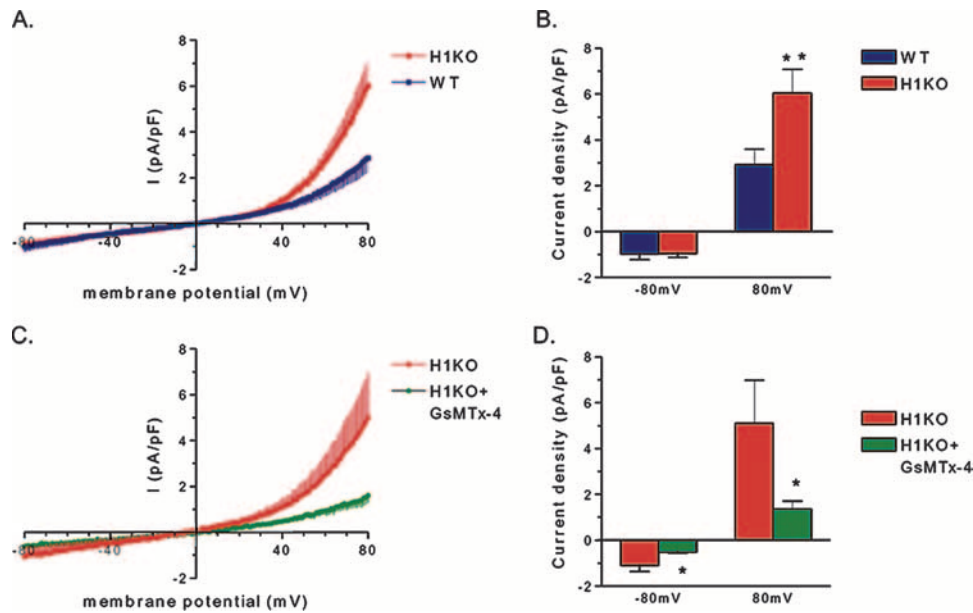 A.
8
6
4
2
-2
-80
-40
40
80
I (pA/pF)
membrane potential (mV)
H1KO
WT
B.
8
6
4
2
0
-2
Current density (pA/pF)
* *
-80mV
80mV
WT
H1KO
C.
8
6
4
2
-2
-80
-40
40
80
I (pA/pF)
membrane potential (mV)
H1KO
H1KO+
GsMTx-4
D.
8
6
4
2
0
-2
Current density (pA/pF)
*
*
-80mV
80mV
H1KO
H1KO+
GsMTx-4